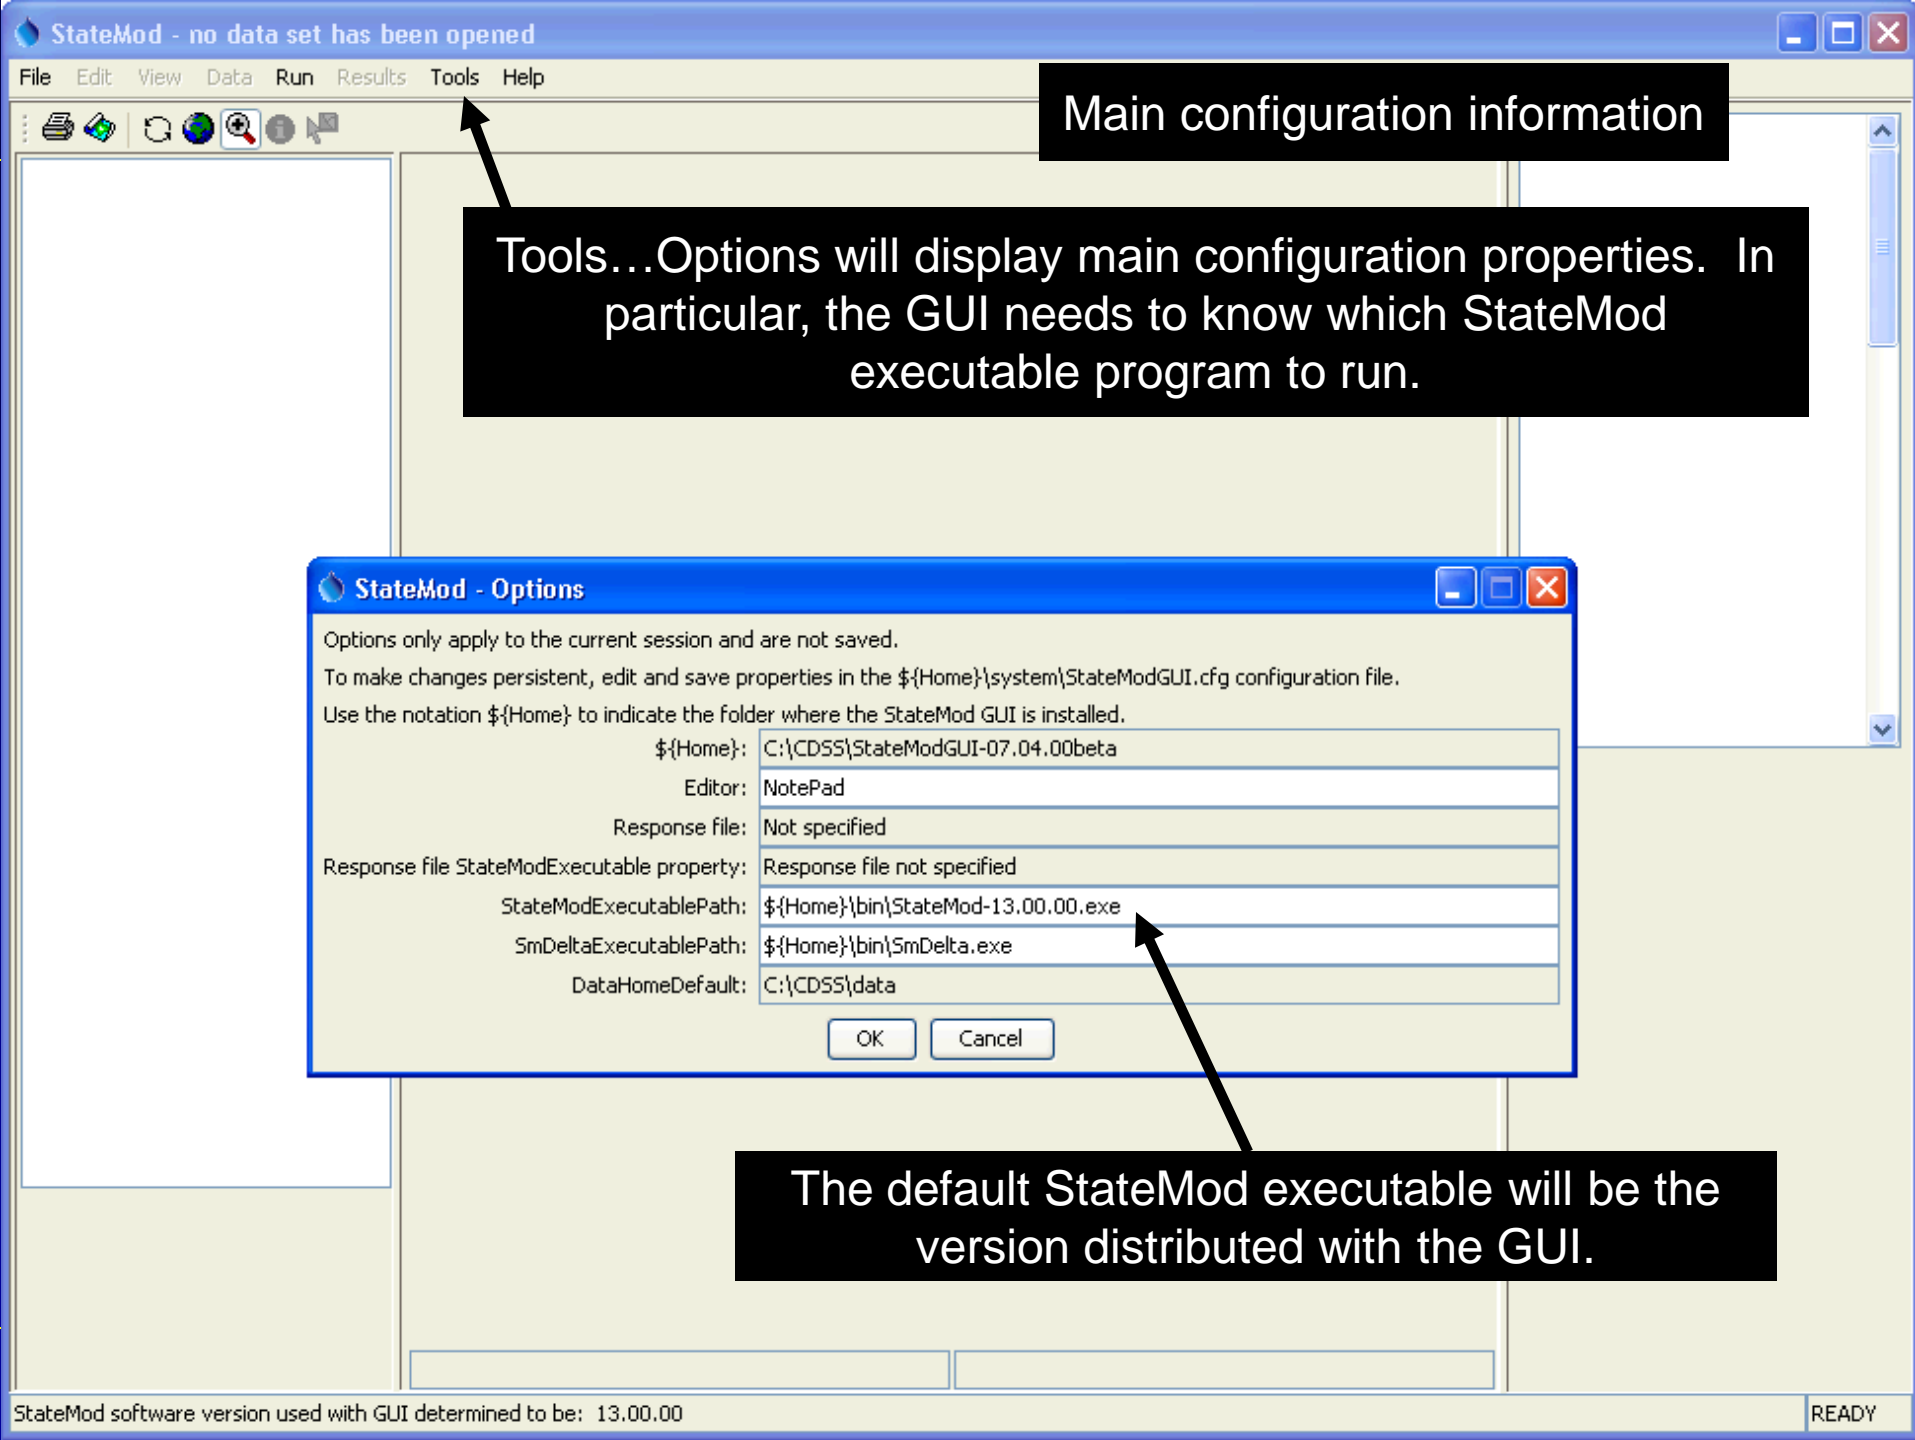 StateMod - no data set has been opened
File Edit View Data Run Results Tools Help
Main configuration information
Tools…Options will display main configuration properties. In
particular, the GUI needs to know which StateMod
executable program to run.
StateMod - Options
Options only apply to the current session and are not saved.
To make changes persistent, edit and save properties in the ${Home}\system\StateModGUI.cfg configuration file.
Use the notation ${Home} to indicate the folder where the StateMod GUI is installed.
${Home}: C:\CDSS\StateModGUI-07.04.00beta
Editor: NotePad
Response file: Not specified
Response file StateModExecutable property: Response file not specified
StateModExecutablePath: ${Home}\bin\StateMod-13.00.00.exe
SmDeltaExecutablePath: ${Home}\bin\SmDelta.exe
DataHomeDefault: C:\CDSS\data
OK Cancel
The default StateMod executable will be the
version distributed with the GUI.
StateMod software version used with GUI determined to be: 13.00.00
READY